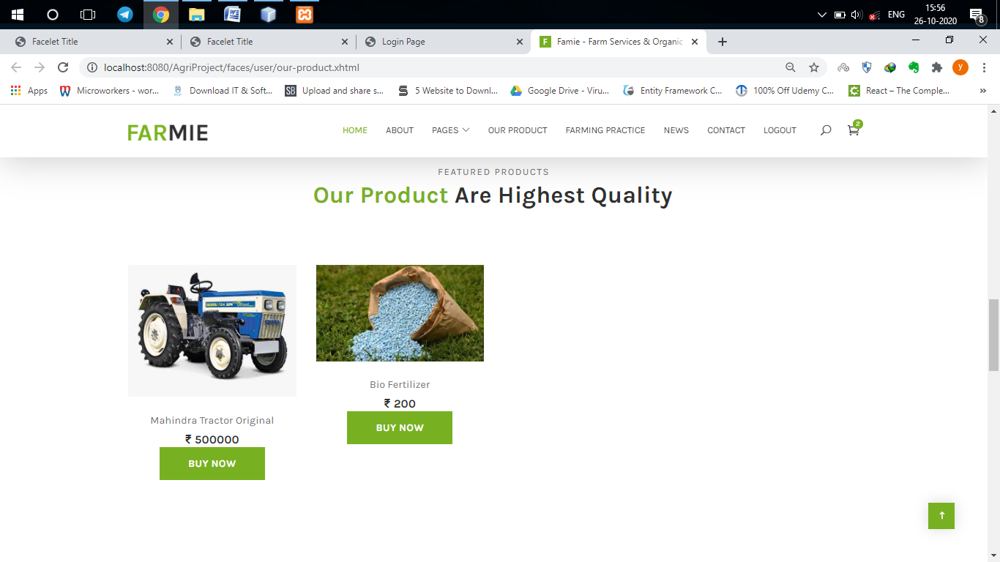 ENG
15:56
26-10-2020
8
Facelet Title
Facelet Title
Login Page
F
Famie - Farm Services & Organic
localhost:8080/AgriProject/faces/user/our-product.xhtml
y
Apps
Microworkers - wor...
Download IT & Soft...
SB
Upload and share s...
5 Website to Downl...
Google Drive - Viru...
Entity Framework C...
100% Off Udemy C...
React – The Comple...
»
FARMIE
HOME
ABOUT
PAGES
OUR PRODUCT
FARMING PRACTICE
NEWS
CONTACT
LOGOUT
2
FEATURED PRODUCTS
Our Product Are Highest Quality
Mahindra Tractor Original
₹ 500000
BUY NOW
Bio Fertilizer
₹ 200
BUY NOW